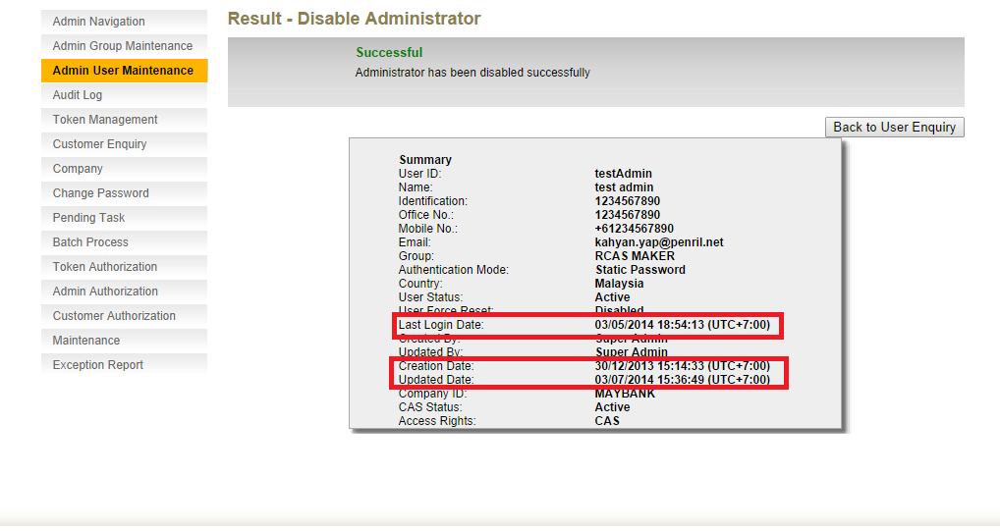 Admin Navigation
Admin Group Maintenance
Admin User Maintenance
Audit Log
Token Management
Customer Enquiry
Company
Change Password
Pending Task
Batch Process
Token Authorization
Admin Authorization
Customer Authorization
Maintenance
Exception Report
Result - Disable Administrator
Successful
Administrator has been disabled successfully
Back to User Enquiry
Summary
User ID: testAdmin
Name: test admin
Identification: 1234567890
Office No.: 1234567890
Mobile No.: +61234567890
Email: kahyan.yap@penril.net
Group: RCAS MAKER
Authentication Mode: Static Password
Country: Malaysia
User Status: Active
User Force Reset: Disabled
Last Login Date: 03/05/2014 18:54:13 (UTC+7:00)
Created By: Super Admin
Updated By: Super Admin
Creation Date: 30/12/2013 15:14:33 (UTC+7:00)
Updated Date: 03/07/2014 15:36:49 (UTC+7:00)
Company ID: MAYBANK
CAS Status: Active
Access Rights: CAS